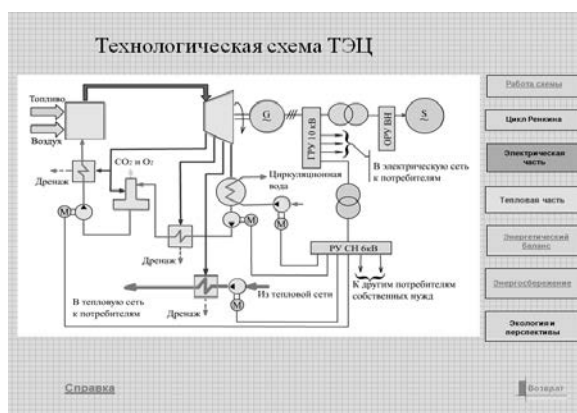 Технологическая схема ТЭЦ
Топливо
Воздух
CO₂ и O₂
Дренаж
М
G
ГРУ 10 кВ
ОРУ ВН
S
В электрическую сеть
к потребителям
Циркуляционная
вода
М
М
М
Дренаж
РУ СН 6кВ
К другим потребителям
собственных нужд
В тепловую сеть
к потребителям
Из тепловой сети
Дренаж
М
Работа схемы
Цикл Ренкина
Электрическая
часть
Тепловая часть
Энергетический
баланс
Энергосбережение
Экология и
перспективы
Справка
Возврат